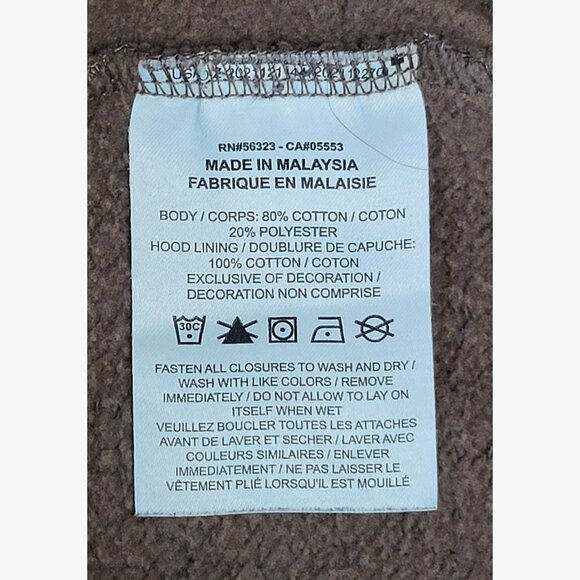 RN#56323 - CA#05553
MADE IN MALAYSIA
FABRIQUE EN MALAISIE
BODY / CORPS: 80% COTTON / COTON
20% POLYESTER
HOOD LINING / DOUBLURE DE CAPUCHE:
100% COTTON / COTON
EXCLUSIVE OF DECORATION /
DECORATION NON COMPRISE
30C
FASTEN ALL CLOSURES TO WASH AND DRY /
WASH WITH LIKE COLORS / REMOVE
IMMEDIATELY / DO NOT ALLOW TO LAY ON
ITSELF WHEN WET
VEUILLEZ BOUCLER TOUTES LES ATTACHES
AVANT DE LAVER ET SECHER / LAVER AVEC
COULEURS SIMILAIRES / ENLEVER
IMMEDIATEMENT / NE PAS LAISSER LE
VÊTEMENT PLIÉ LORSQU'IL EST MOUILLÉ